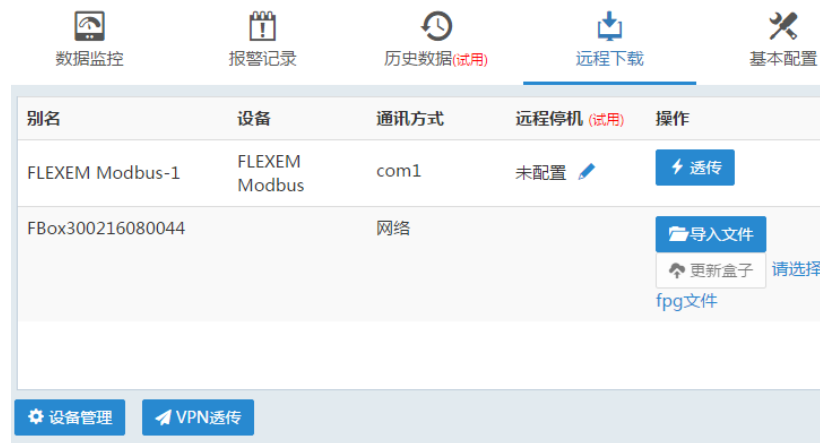 数据监控 报警记录 历史数据(试用) 远程下载 基本配置
别名 设备 通讯方式 远程停机 (试用) 操作
FLEXEM Modbus-1 FLEXEM Modbus com1 未配置 透传
FBox300216080044 网络 导入文件
更新盒子 请选择
fpg文件
设备管理 VPN透传